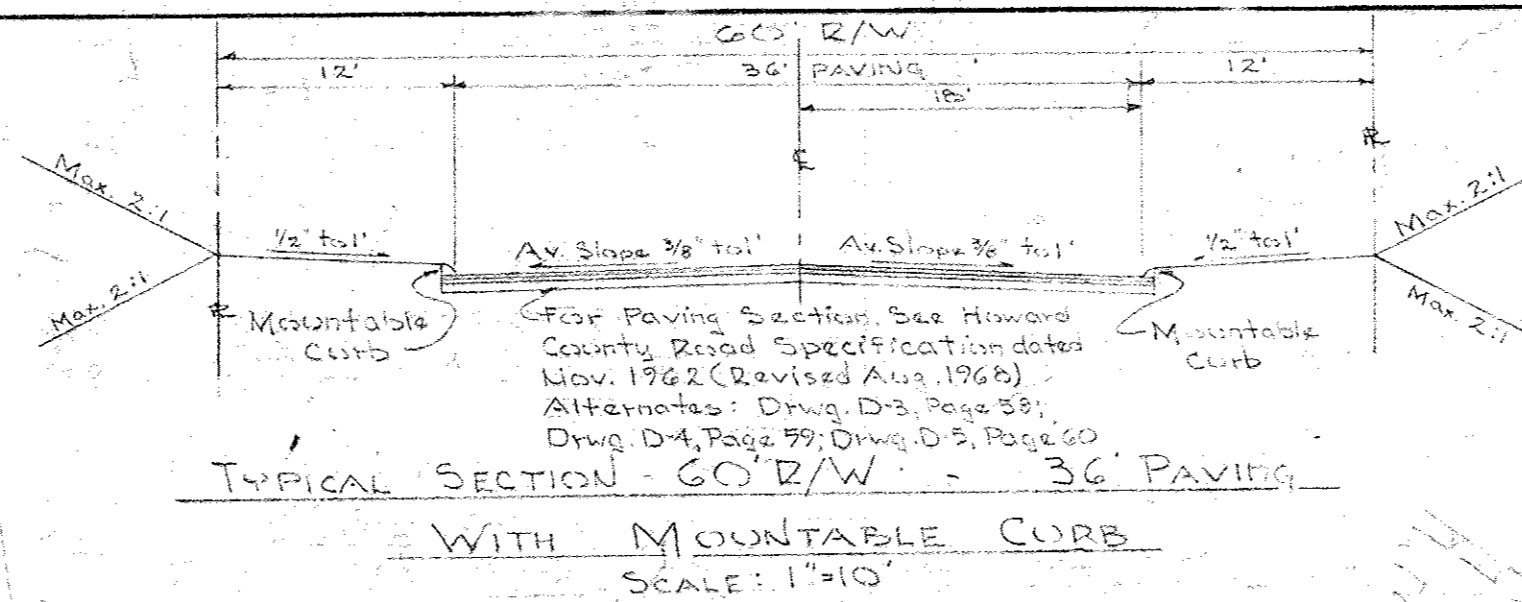 60' R/W
12'
36' PAVING
12'
18'
℄
Max. 2:1
Max. 2:1
1/2" to 1'
Av. Slope 3/8" to 1'
Av. Slope 3/8" to 1'
1/2" to 1'
Max. 2:1
Max. 2:1
Mountable
Curb
For Paving Section, See Howard
County Road Specification dated
Nov. 1962 (Revised Aug. 1968)
Alternates: Drwg. D-3, Page 58;
Drwg. D-4, Page 59; Drwg. D-5, Page 60
Mountable
Curb
TYPICAL SECTION - 60' R/W - 36' PAVING
WITH MOUNTABLE CURB
SCALE: 1"=10'